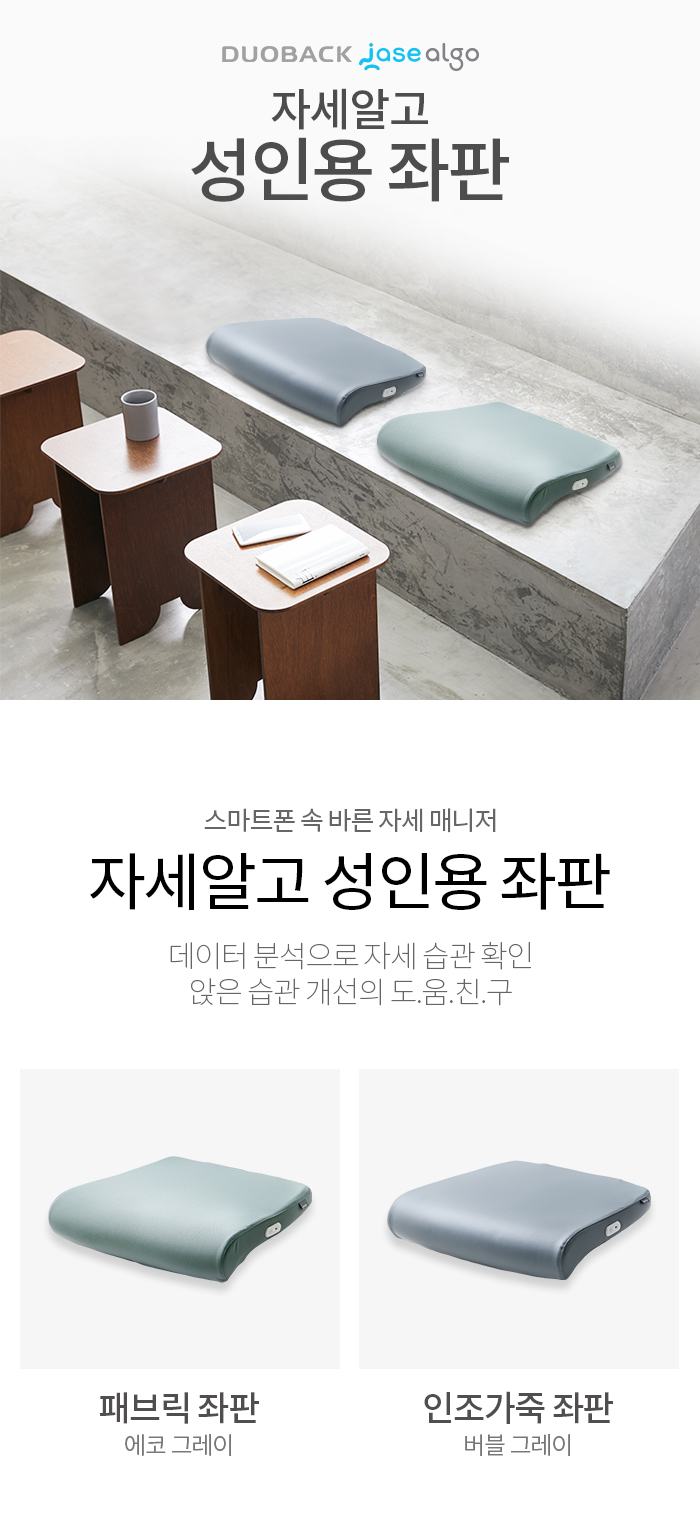 DUOBACK jase algo
자세알고
성인용 좌판
스마트폰 속 바른 자세 매니저
자세알고 성인용 좌판
데이터 분석으로 자세 습관 확인
앉은 습관 개선의 도.움.친.구
패브릭 좌판
에코 그레이
인조가죽 좌판
버블 그레이